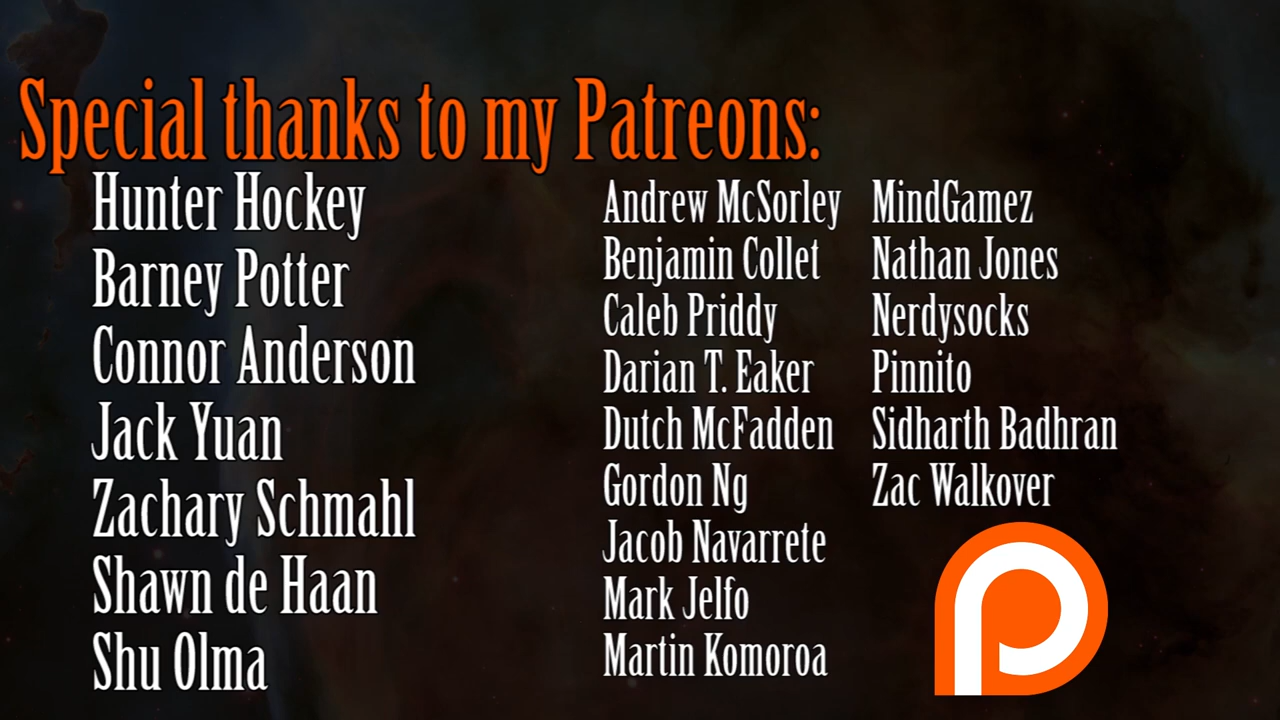 Special thanks to my Patreons:
Hunter Hockey
Barney Potter
Connor Anderson
Jack Yuan
Zachary Schmahl
Shawn de Haan
Shu Olma
Andrew McSorley
Benjamin Collet
Caleb Priddy
Darian T. Eaker
Dutch McFadden
Gordon Ng
Jacob Navarrete
Mark Jelfo
Martin Komoroa
MindGamez
Nathan Jones
Nerdysocks
Pinnito
Sidharth Badhran
Zac Walkover